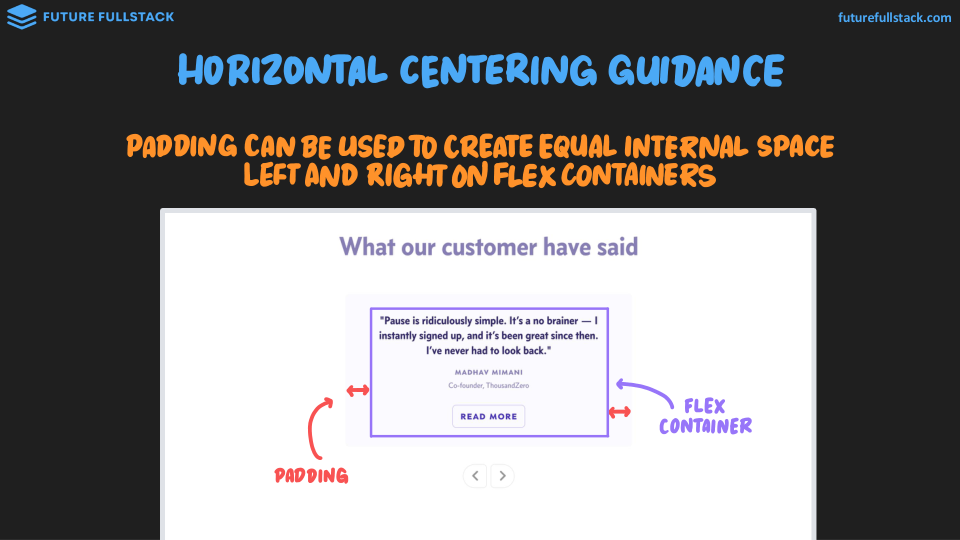 FUTURE FULLSTACK
futurefullstack.com
HORIZONTAL CENTERING GUIDANCE
PADDING CAN BE USED TO CREATE EQUAL INTERNAL SPACE
LEFT AND RIGHT ON FLEX CONTAINERS
What our customer have said
"Pause is ridiculously simple. It's a no brainer — I
instantly signed up, and it's been great since then.
I've never had to look back."
MADHAV MIMANI
Co-founder, ThousandZero
READ MORE
FLEX
CONTAINER
PADDING